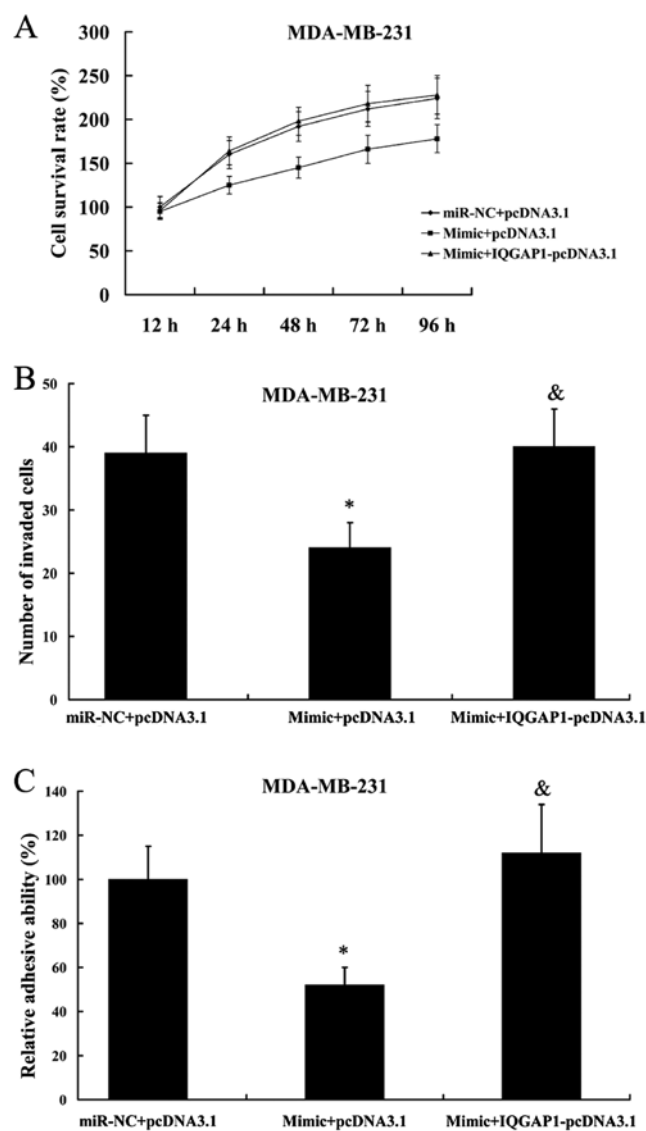 A
MDA-MB-231
Cell survival rate (%)
300
250
200
150
100
50
0
12 h 24 h 48 h 72 h 96 h
miR-NC+pcDNA3.1
Mimic+pcDNA3.1
Mimic+IQGAP1-pcDNA3.1
B
MDA-MB-231
Number of invaded cells
50
40
30
20
10
0
*
&
miR-NC+pcDNA3.1 Mimic+pcDNA3.1 Mimic+IQGAP1-pcDNA3.1
C
MDA-MB-231
Relative adhesive ability (%)
140
120
100
80
60
40
20
0
*
&
miR-NC+pcDNA3.1 Mimic+pcDNA3.1 Mimic+IQGAP1-pcDNA3.1